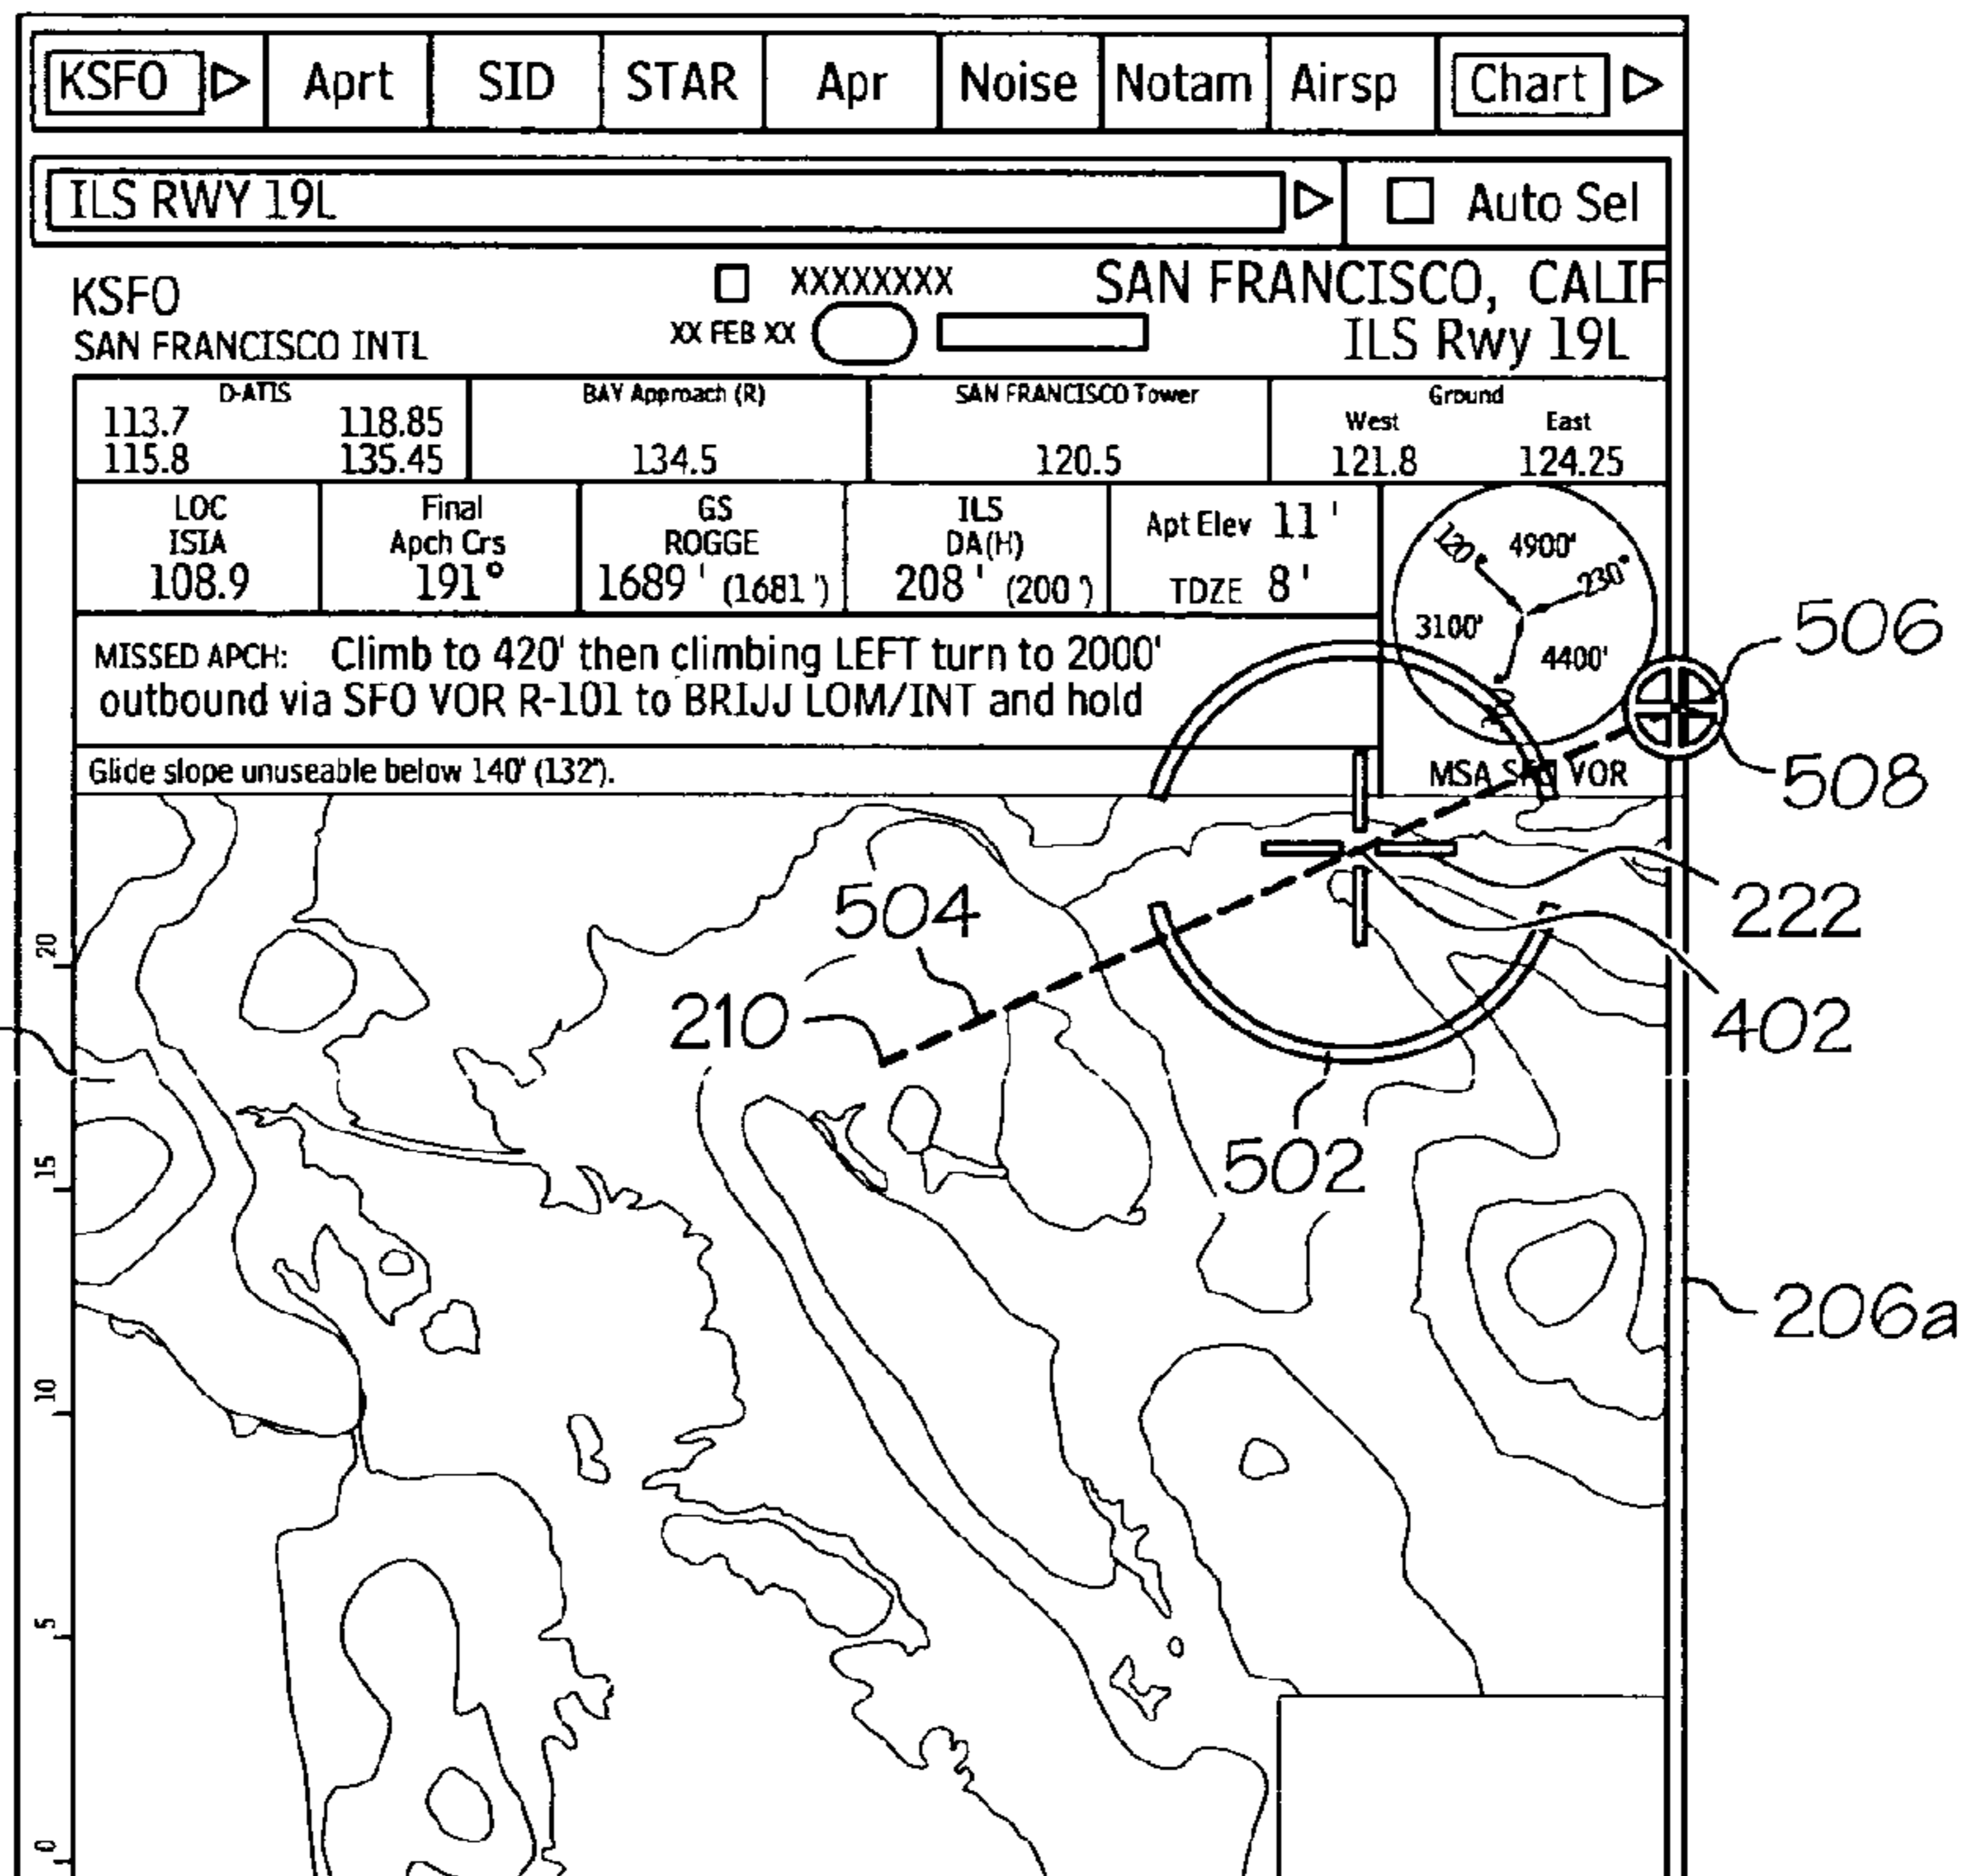 KSFO Aprt SID STAR Apr Noise Notam Airsp Chart
ILS RWY 19L Auto Sel
KSFO XXXXXXXX SAN FRANCISCO, CALIF
SAN FRANCISCO INTL XX FEB XX ILS Rwy 19L
D-ATIS BAY Approach (R) SAN FRANCISCO Tower Ground
113.7 118.85 West East
115.8 135.45 134.5 120.5 121.8 124.25
LOC Final GS ILS Apt Elev 11'
ISIA Apch Crs ROGGE DA(H)
108.9 191° 1689' (1681') 208' (200') TDZE 8'
120° 4900' 230°
3100' 4400'
MISSED APCH: Climb to 420' then climbing LEFT turn to 2000'
outbound via SFO VOR R-101 to BRIJJ LOM/INT and hold
Glide slope unuseable below 140' (132').
MSA VOR
506
508
222
402
504
210
502
206a
20
15
10
5
0